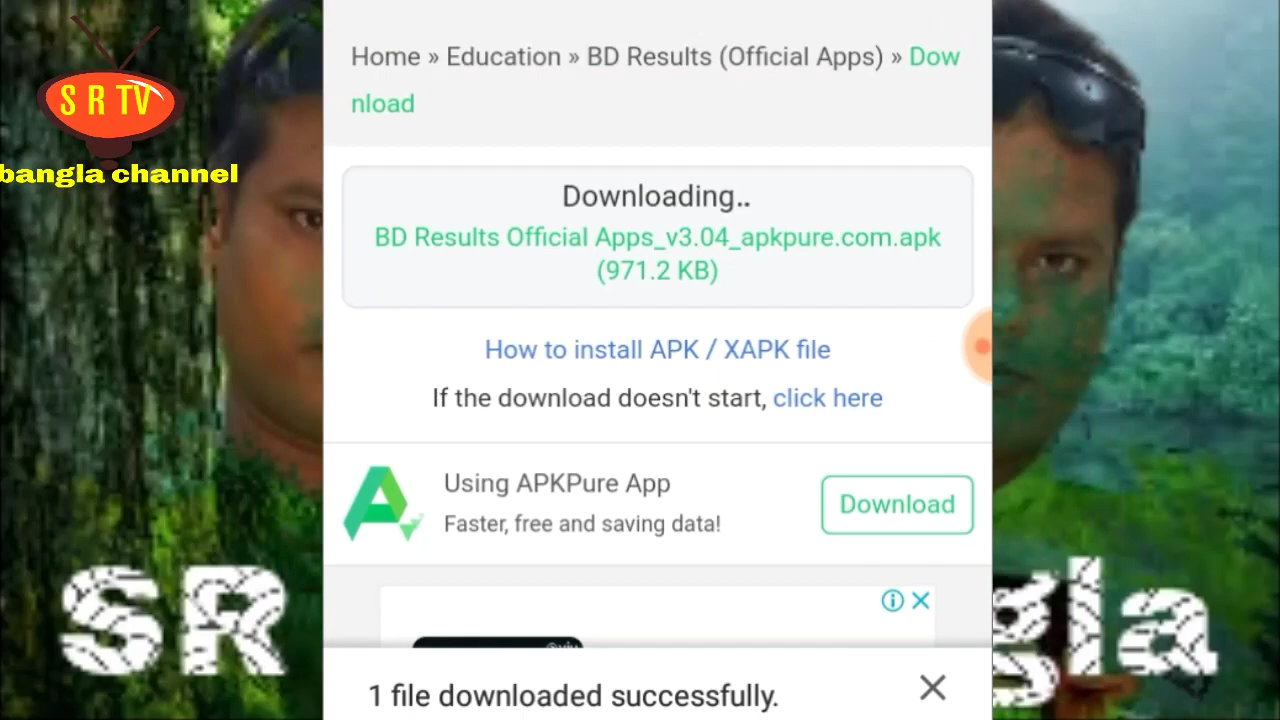 S R TV
bangla channel
Home » Education » BD Results (Official Apps) » Dow
nload
Downloading..
BD Results Official Apps_v3.04_apkpure.com.apk
(971.2 KB)
How to install APK / XAPK file
If the download doesn't start, click here
Using APKPure App
Faster, free and saving data!
Download
SR
gla
1 file downloaded successfully.